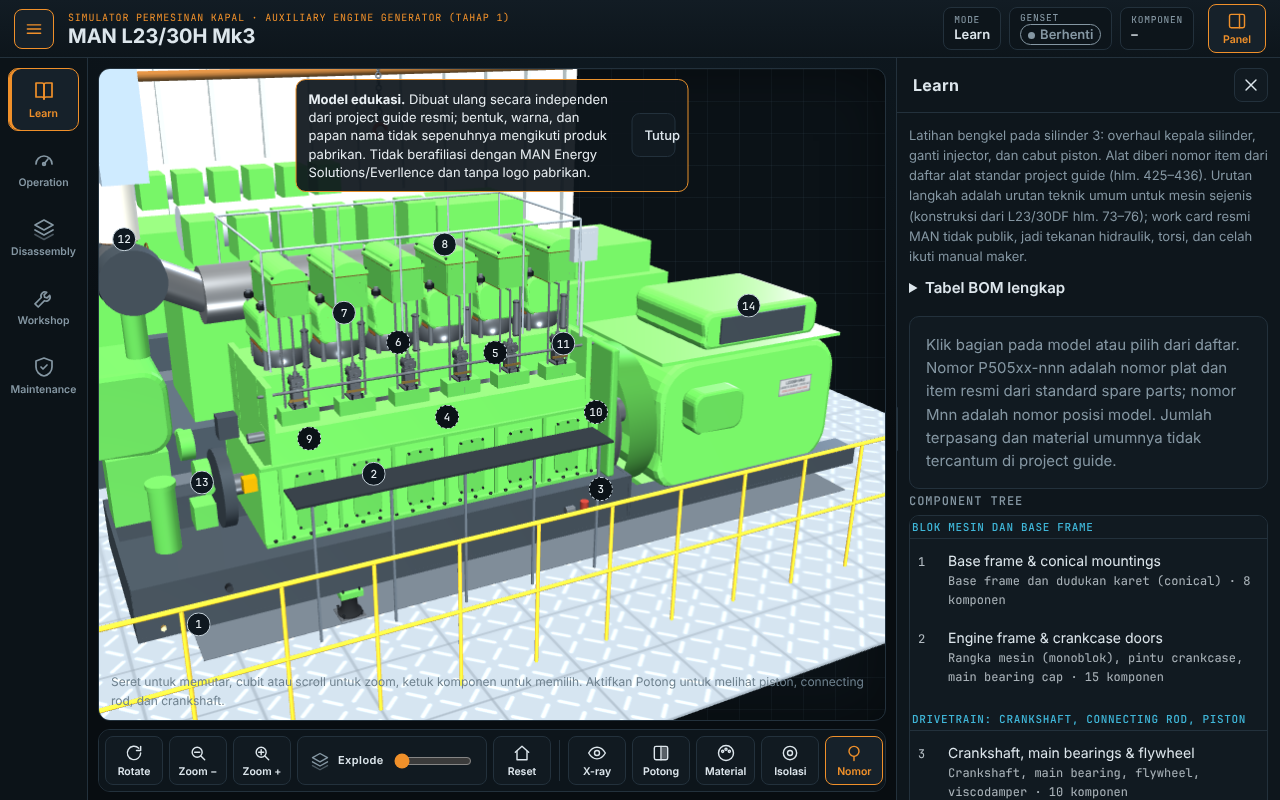 SIMULATOR PERMESINAN KAPAL · AUXILIARY ENGINE GENERATOR (TAHAP 1)
MAN L23/30H Mk3
MODE
Learn
GENSET
Berhenti
KOMPONEN
–
Panel
Learn
Operation
Disassembly
Workshop
Maintenance
Model edukasi. Dibuat ulang secara independen
dari project guide resmi; bentuk, warna, dan
papan nama tidak sepenuhnya mengikuti produk
pabrikan. Tidak berafiliasi dengan MAN Energy
Solutions/Everllence dan tanpa logo pabrikan.
Tutup
12
8
14
7
6
5
11
4
10
9
2
13
3
1
Seret untuk memutar, cubit atau scroll untuk zoom, ketuk komponen untuk memilih. Aktifkan Potong untuk melihat piston, connecting
rod, dan crankshaft.
Rotate
Zoom –
Zoom +
Explode
Reset
X-ray
Potong
Material
Isolasi
Nomor
Learn
Latihan bengkel pada silinder 3: overhaul kepala silinder,
ganti injector, dan cabut piston. Alat diberi nomor item dari
daftar alat standar project guide (hlm. 425–436). Urutan
langkah adalah urutan teknik umum untuk mesin sejenis
(konstruksi dari L23/30DF hlm. 73–76); work card resmi
MAN tidak publik, jadi tekanan hidraulik, torsi, dan celah
ikuti manual maker.
Tabel BOM lengkap
Klik bagian pada model atau pilih dari daftar.
Nomor P505xx-nnn adalah nomor plat dan
item resmi dari standard spare parts; nomor
Mnn adalah nomor posisi model. Jumlah
terpasang dan material umumnya tidak
tercantum di project guide.
COMPONENT TREE
BLOK MESIN DAN BASE FRAME
1 Base frame & conical mountings
Base frame dan dudukan karet (conical) · 8
komponen
2 Engine frame & crankcase doors
Rangka mesin (monoblok), pintu crankcase,
main bearing cap · 15 komponen
DRIVETRAIN: CRANKSHAFT, CONNECTING ROD, PISTON
3 Crankshaft, main bearings & flywheel
Crankshaft, main bearing, flywheel,
viscodamper · 10 komponen